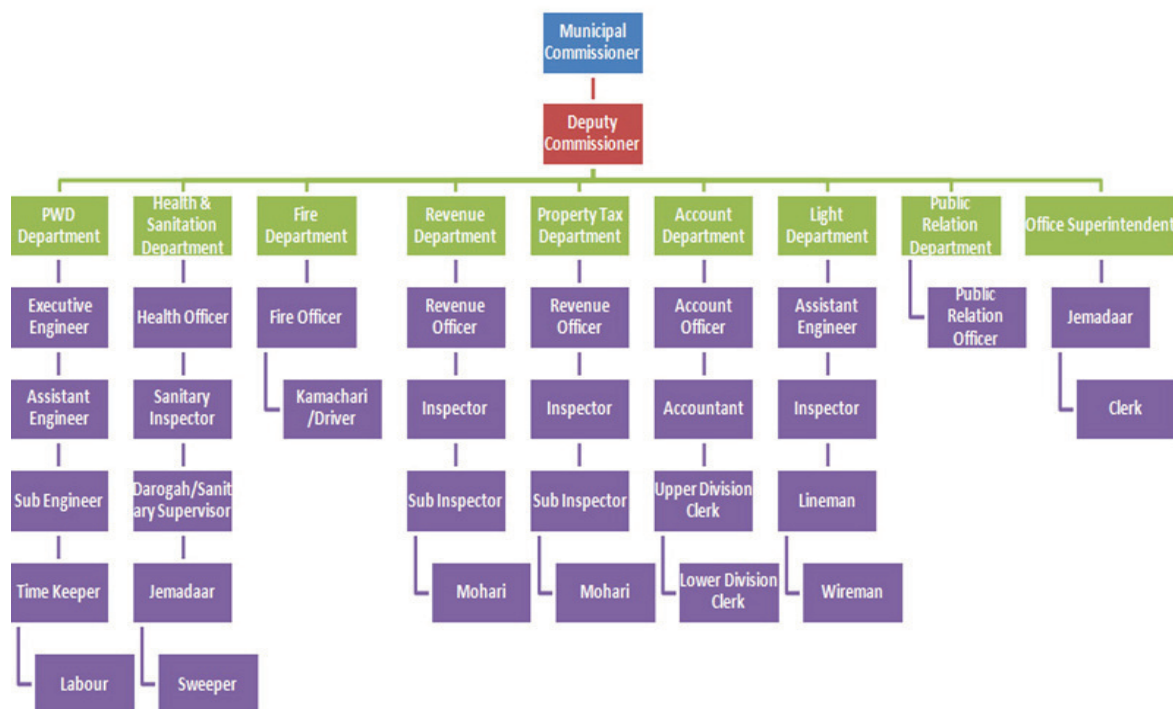 Municipal
Commissioner
Deputy
Commissioner
PWD
Department
Health &
Sanitation
Department
Fire
Department
Revenue
Department
Property Tax
Department
Account
Department
Light
Department
Public
Relation
Department
Office Superintendent
Executive
Engineer
Health Officer
Fire Officer
Revenue
Officer
Revenue
Officer
Account
Officer
Assistant
Engineer
Public
Relation
Officer
Jemadaar
Assistant
Engineer
Sanitary
Inspector
Kamachari
/Driver
Inspector
Inspector
Accountant
Inspector
Clerk
Sub Engineer
Darogah/Sanit
ary Supervisor
Sub Inspector
Sub Inspector
Upper Division
Clerk
Lineman
Time Keeper
Jemadaar
Mohari
Mohari
Lower Division
Clerk
Wireman
Labour
Sweeper